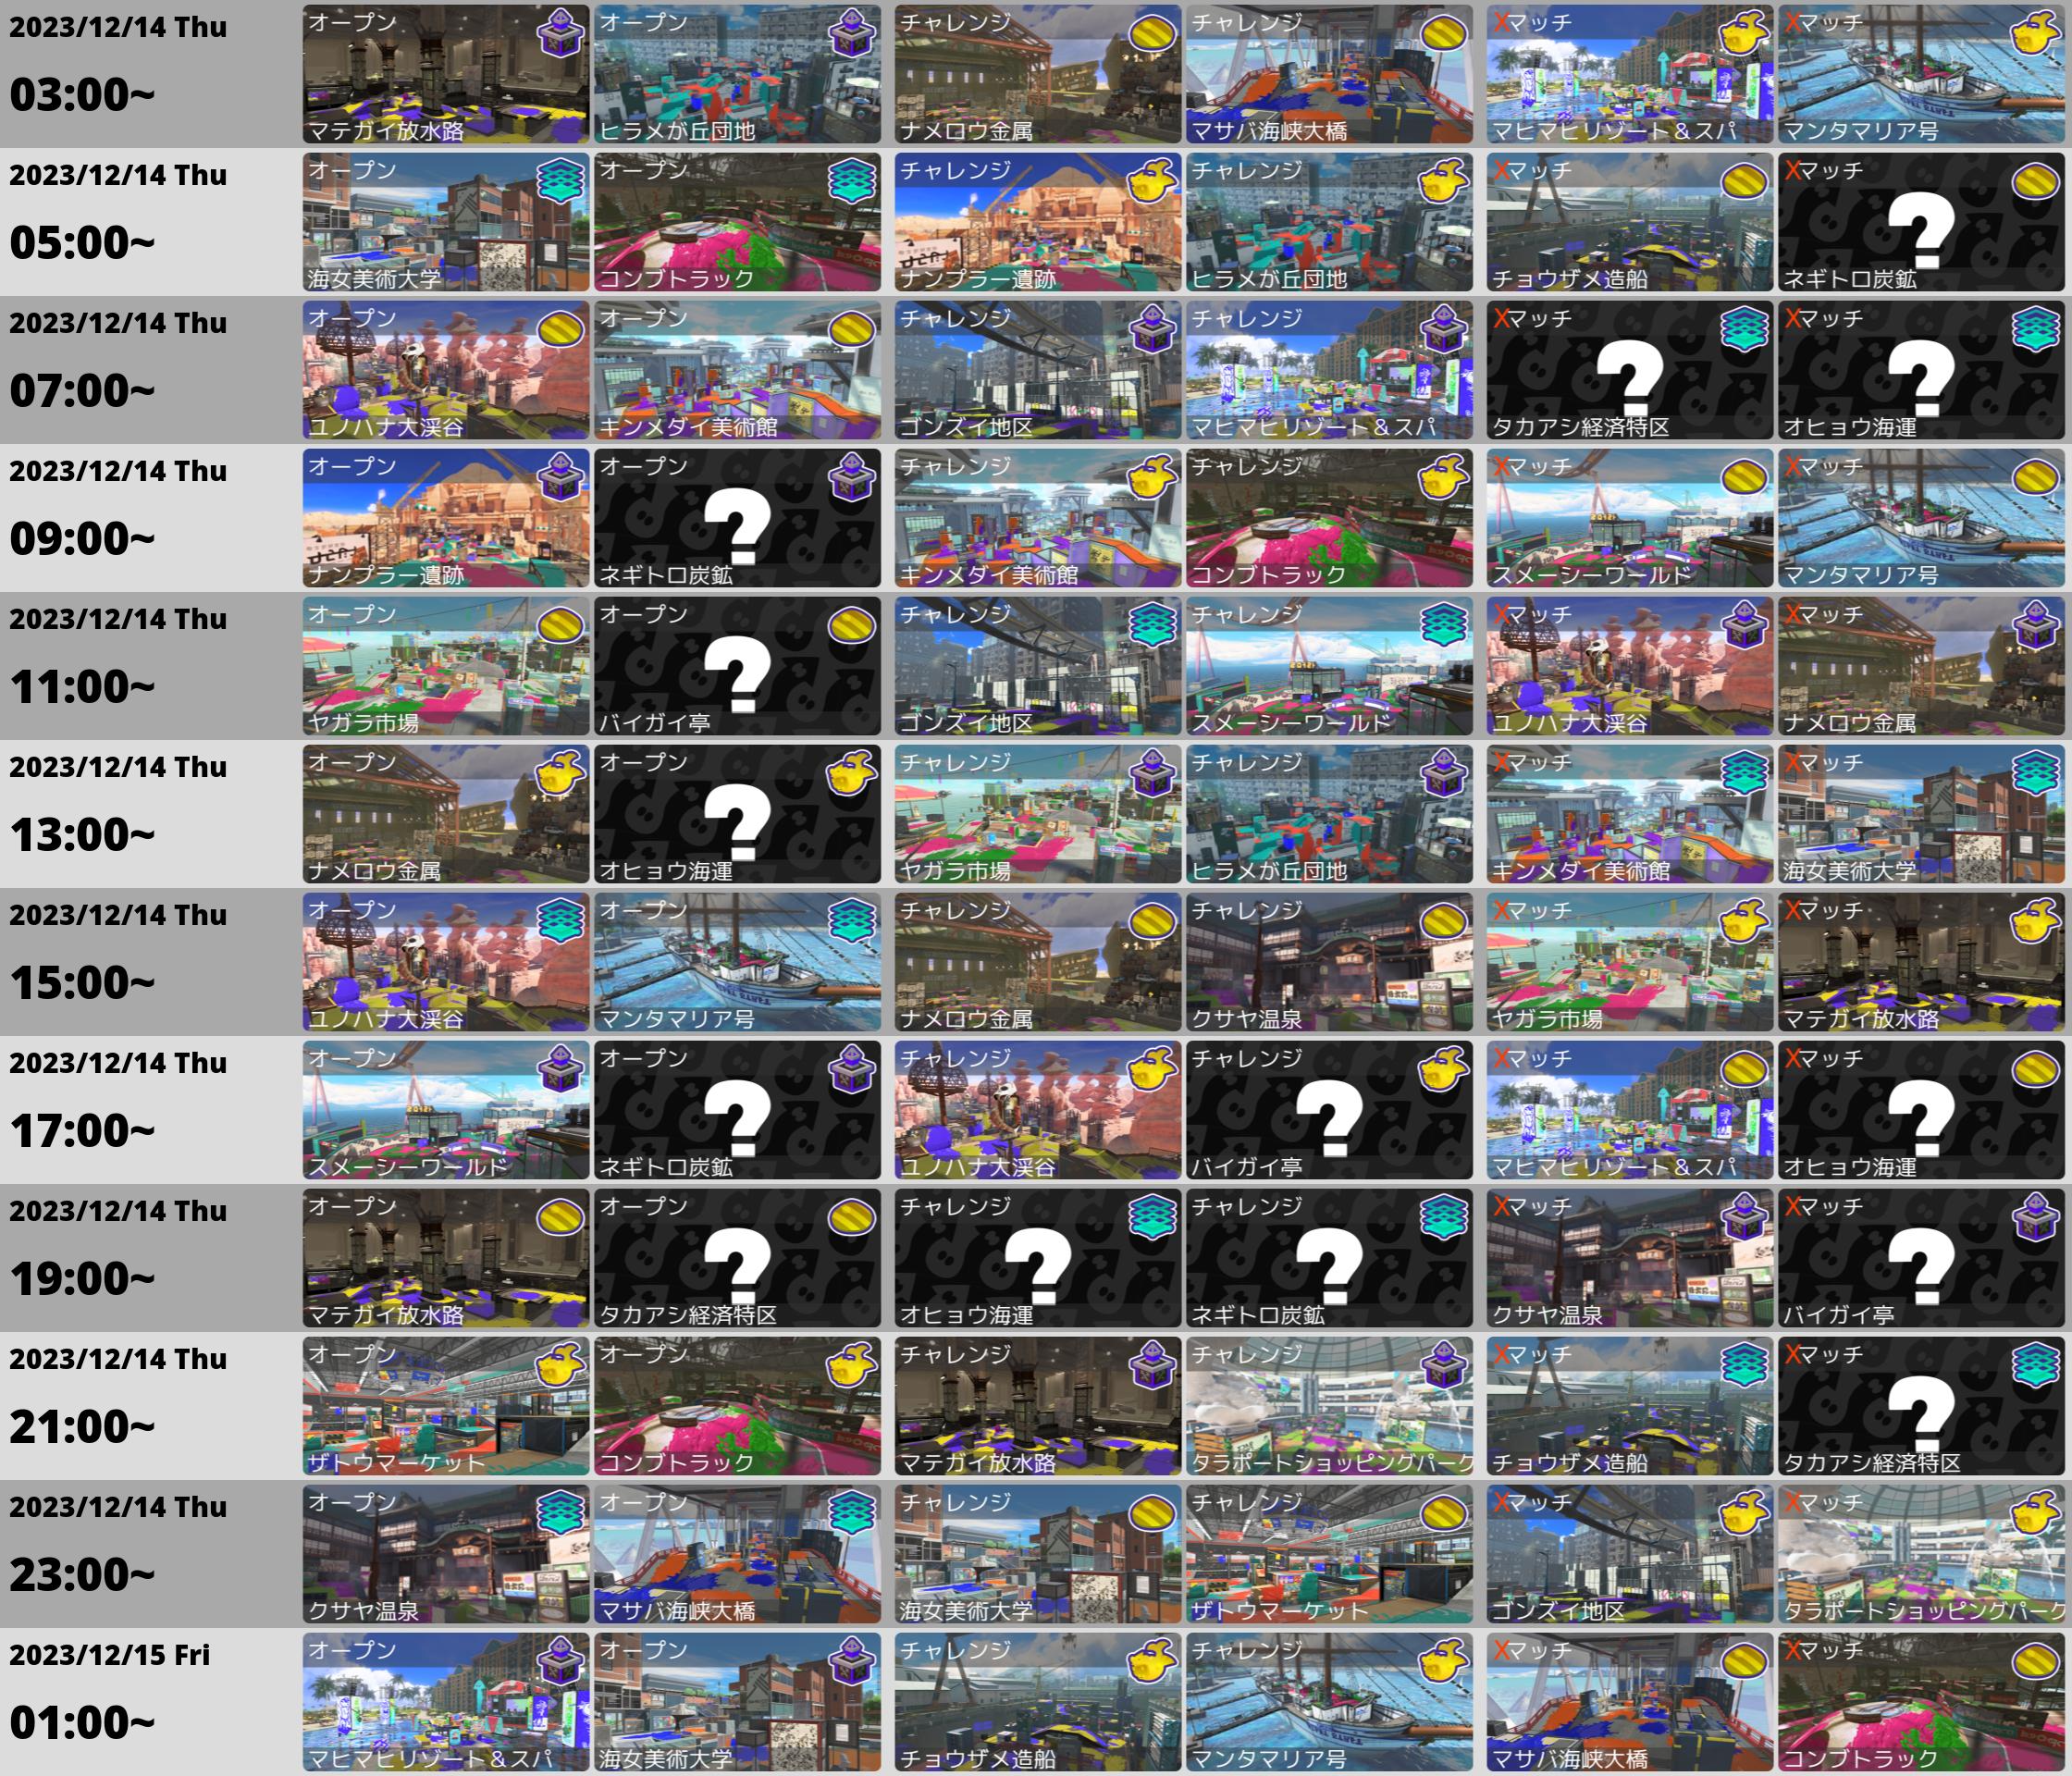 2023/12/14 Thu
03:00~
オープン オープン チャレンジ チャレンジ Xマッチ Xマッチ
マテガイ放水路 ヒラメが丘団地 ナメロウ金属 マサバ海峡大橋 マヒマヒリゾート＆スパ マンタマリア号
2023/12/14 Thu
05:00~
オープン オープン チャレンジ チャレンジ Xマッチ Xマッチ
海女美術大学 コンブトラック ナンプラー遺跡 ヒラメが丘団地 チョウザメ造船 ネギトロ炭鉱
2023/12/14 Thu
07:00~
オープン オープン チャレンジ チャレンジ Xマッチ Xマッチ
ユノハナ大渓谷 キンメダイ美術館 ゴンズイ地区 マヒマヒリゾート＆スパ タカアシ経済特区 オヒョウ海運
2023/12/14 Thu
09:00~
オープン オープン チャレンジ チャレンジ Xマッチ Xマッチ
ナンプラー遺跡 ネギトロ炭鉱 キンメダイ美術館 コンブトラック スメーシーワールド マンタマリア号
2023/12/14 Thu
11:00~
オープン オープン チャレンジ チャレンジ Xマッチ Xマッチ
ヤガラ市場 バイガイ亭 ゴンズイ地区 スメーシーワールド ユノハナ大渓谷 ナメロウ金属
2023/12/14 Thu
13:00~
オープン オープン チャレンジ チャレンジ Xマッチ Xマッチ
ナメロウ金属 オヒョウ海運 ヤガラ市場 ヒラメが丘団地 キンメダイ美術館 海女美術大学
2023/12/14 Thu
15:00~
オープン オープン チャレンジ チャレンジ Xマッチ Xマッチ
ユノハナ大渓谷 マンタマリア号 ナメロウ金属 クサヤ温泉 ヤガラ市場 マテガイ放水路
2023/12/14 Thu
17:00~
オープン オープン チャレンジ チャレンジ Xマッチ Xマッチ
スメーシーワールド ネギトロ炭鉱 ユノハナ大渓谷 バイガイ亭 マヒマヒリゾート＆スパ オヒョウ海運
2023/12/14 Thu
19:00~
オープン オープン チャレンジ チャレンジ Xマッチ Xマッチ
マテガイ放水路 タカアシ経済特区 オヒョウ海運 ネギトロ炭鉱 クサヤ温泉 バイガイ亭
2023/12/14 Thu
21:00~
オープン オープン チャレンジ チャレンジ Xマッチ Xマッチ
ザトウマーケット コンブトラック マテガイ放水路 タラポートショッピングパーク チョウザメ造船 タカアシ経済特区
2023/12/14 Thu
23:00~
オープン オープン チャレンジ チャレンジ Xマッチ Xマッチ
クサヤ温泉 マサバ海峡大橋 海女美術大学 ザトウマーケット ゴンズイ地区 タラポートショッピングパーク
2023/12/15 Fri
01:00~
オープン オープン チャレンジ チャレンジ Xマッチ Xマッチ
マヒマヒリゾート＆スパ 海女美術大学 チョウザメ造船 マンタマリア号 マサバ海峡大橋 コンブトラック